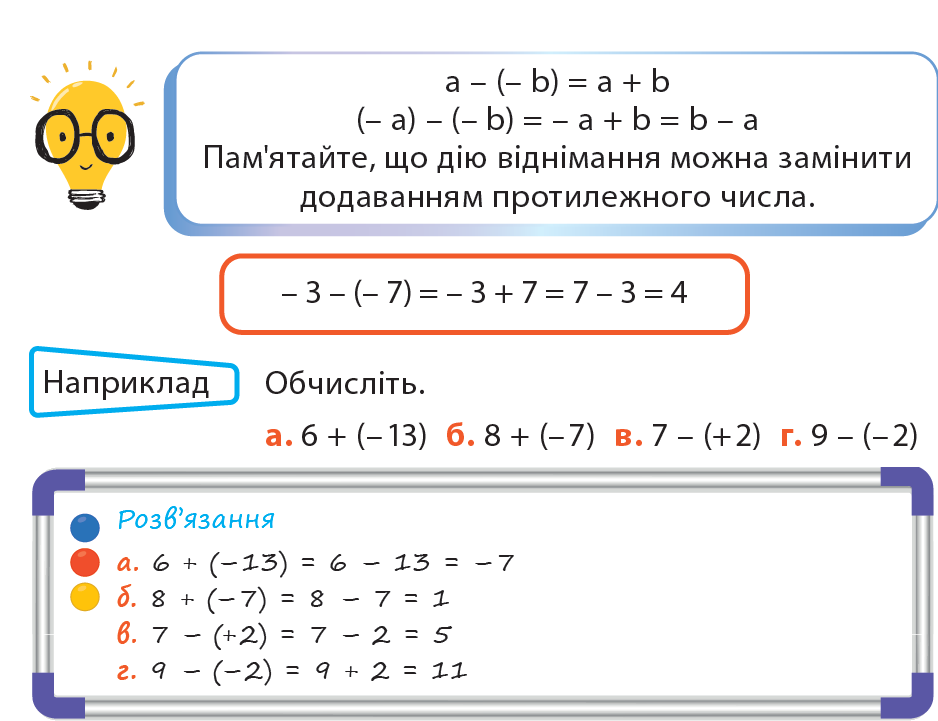 a – (– b) = a + b
(– a) – (– b) = – a + b = b – a
Пам'ятайте, що дію віднімання можна замінити
додаванням протилежного числа.
– 3 – (– 7) = – 3 + 7 = 7 – 3 = 4
Наприклад Обчисліть.
а. 6 + (–13) б. 8 + (–7) в. 7 – (+2) г. 9 – (–2)
Розв’язання
а. 6 + (–13) = 6 – 13 = –7
б. 8 + (–7) = 8 – 7 = 1
в. 7 – (+2) = 7 – 2 = 5
г. 9 – (–2) = 9 + 2 = 11